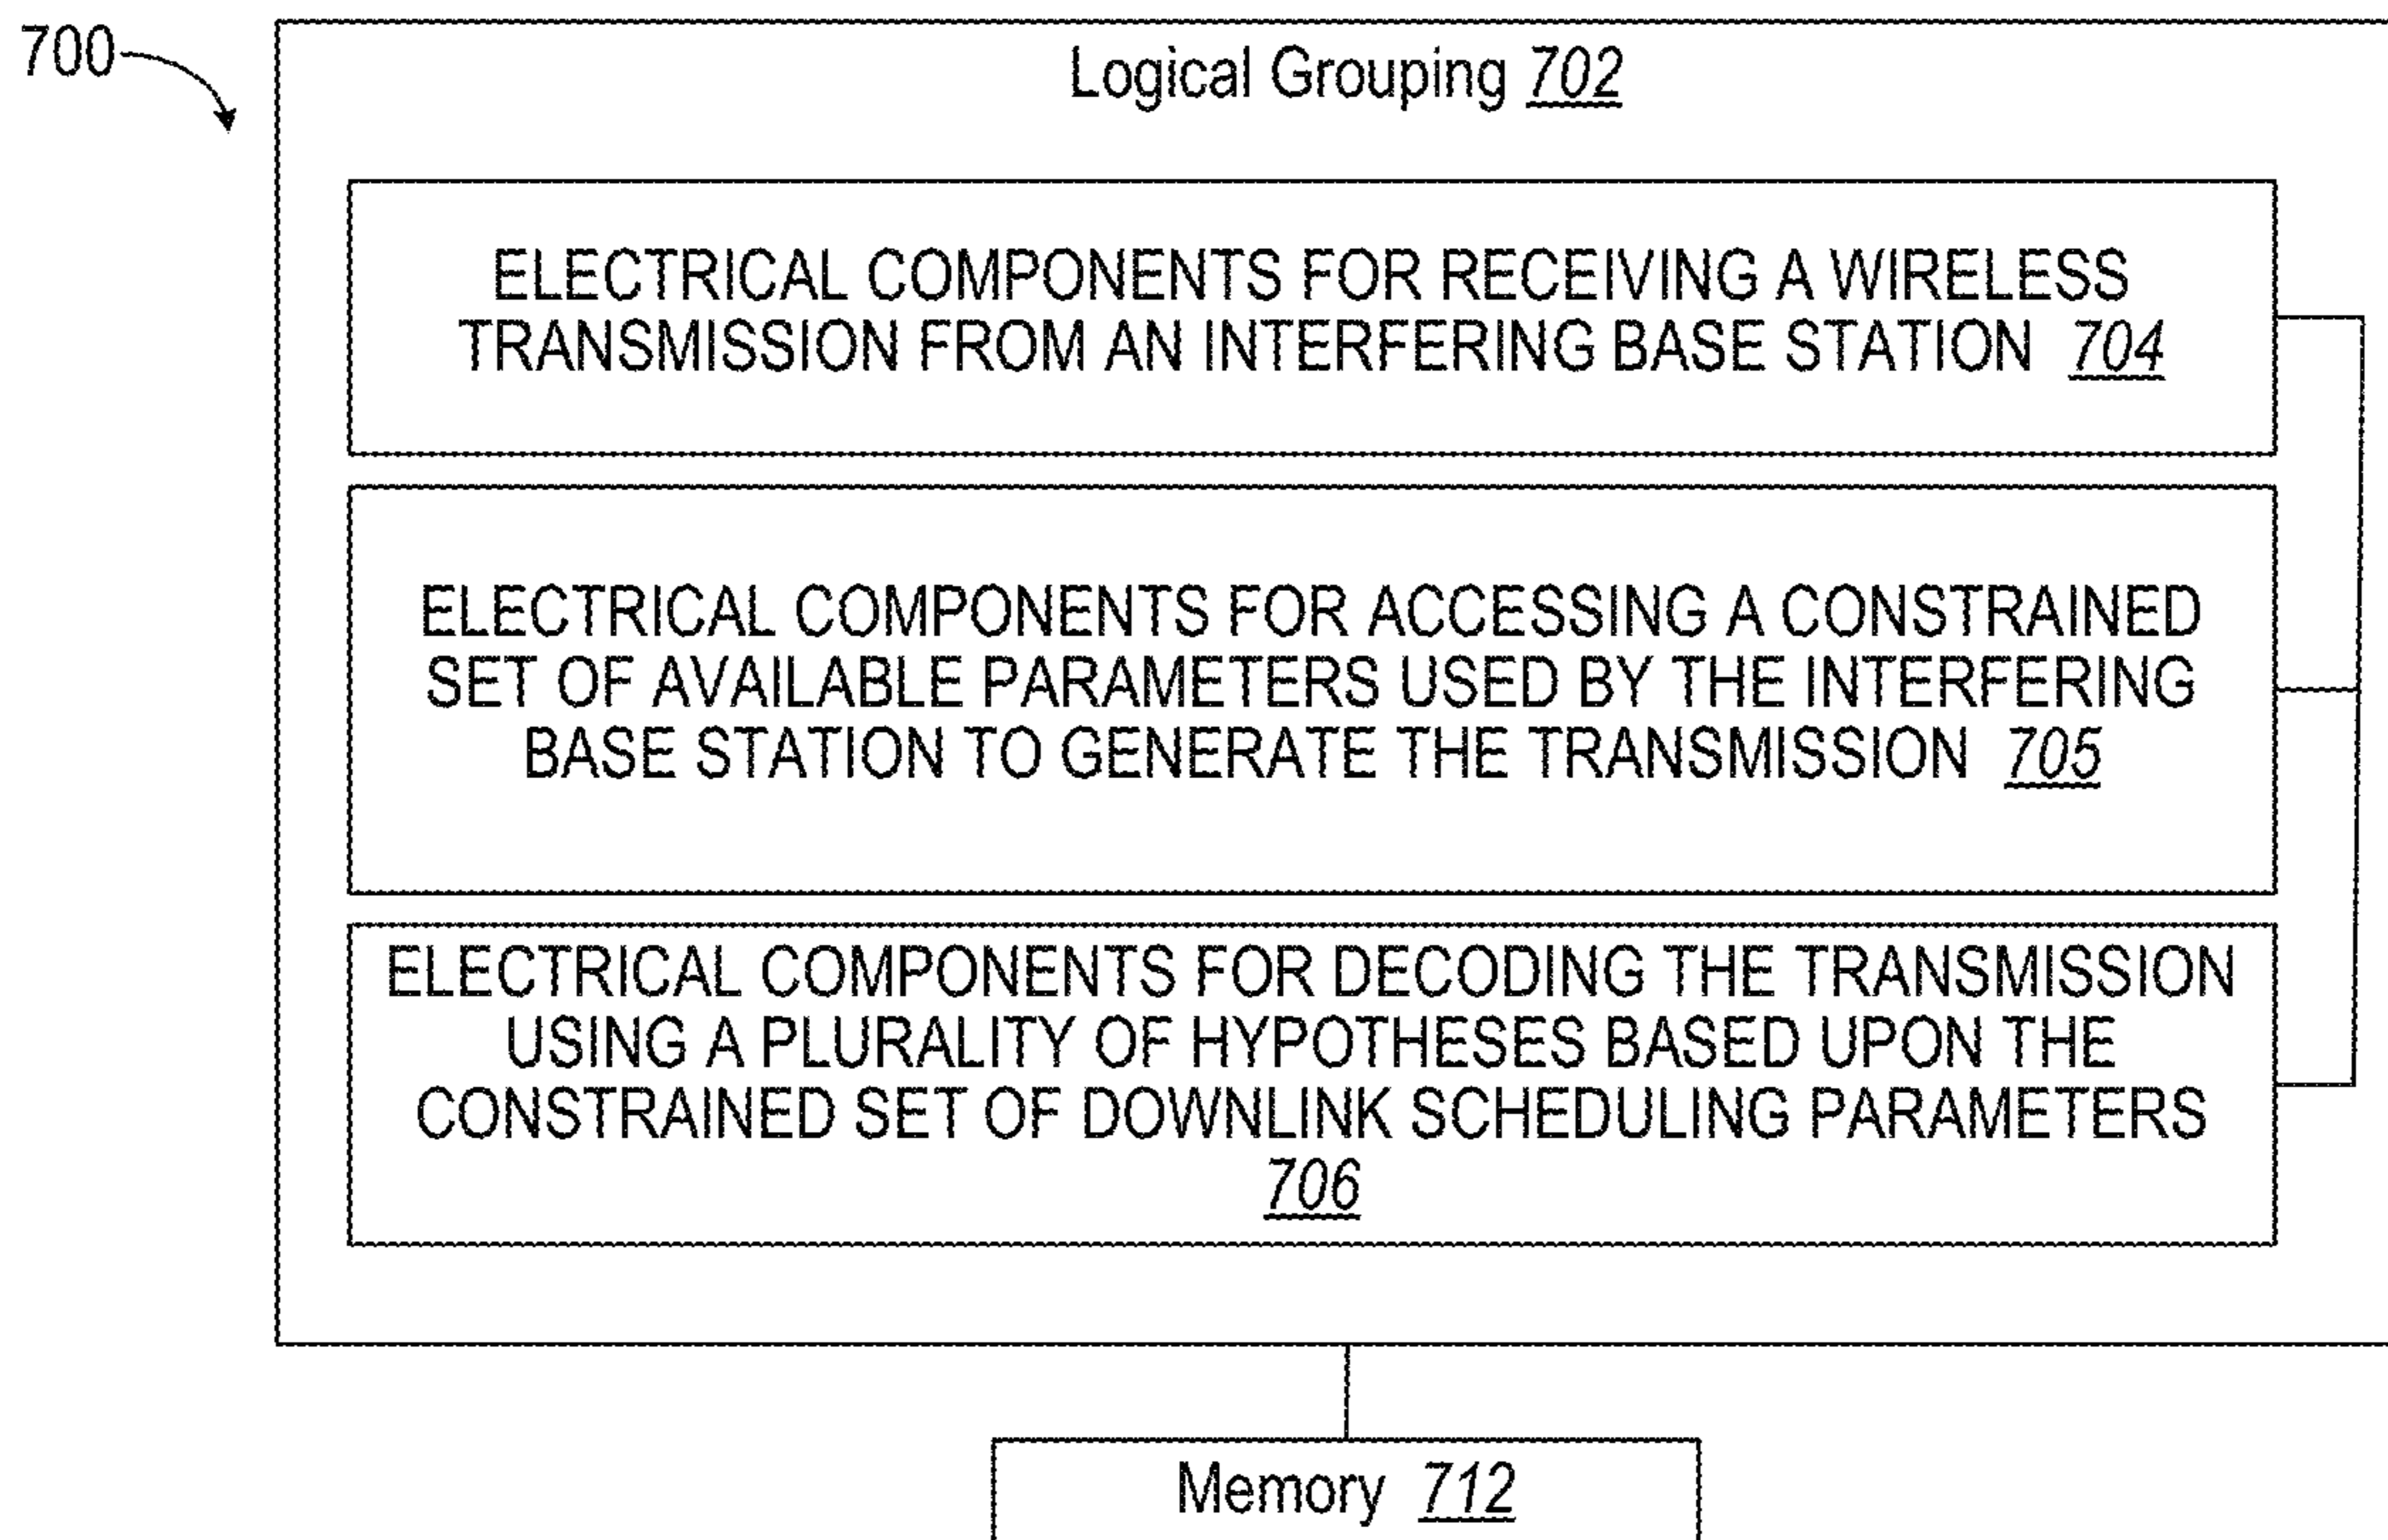 700
Logical Grouping 702
ELECTRICAL COMPONENTS FOR RECEIVING A WIRELESS
TRANSMISSION FROM AN INTERFERING BASE STATION 704
ELECTRICAL COMPONENTS FOR ACCESSING A CONSTRAINED
SET OF AVAILABLE PARAMETERS USED BY THE INTERFERING
BASE STATION TO GENERATE THE TRANSMISSION 705
ELECTRICAL COMPONENTS FOR DECODING THE TRANSMISSION
USING A PLURALITY OF HYPOTHESES BASED UPON THE
CONSTRAINED SET OF DOWNLINK SCHEDULING PARAMETERS
706
Memory 712